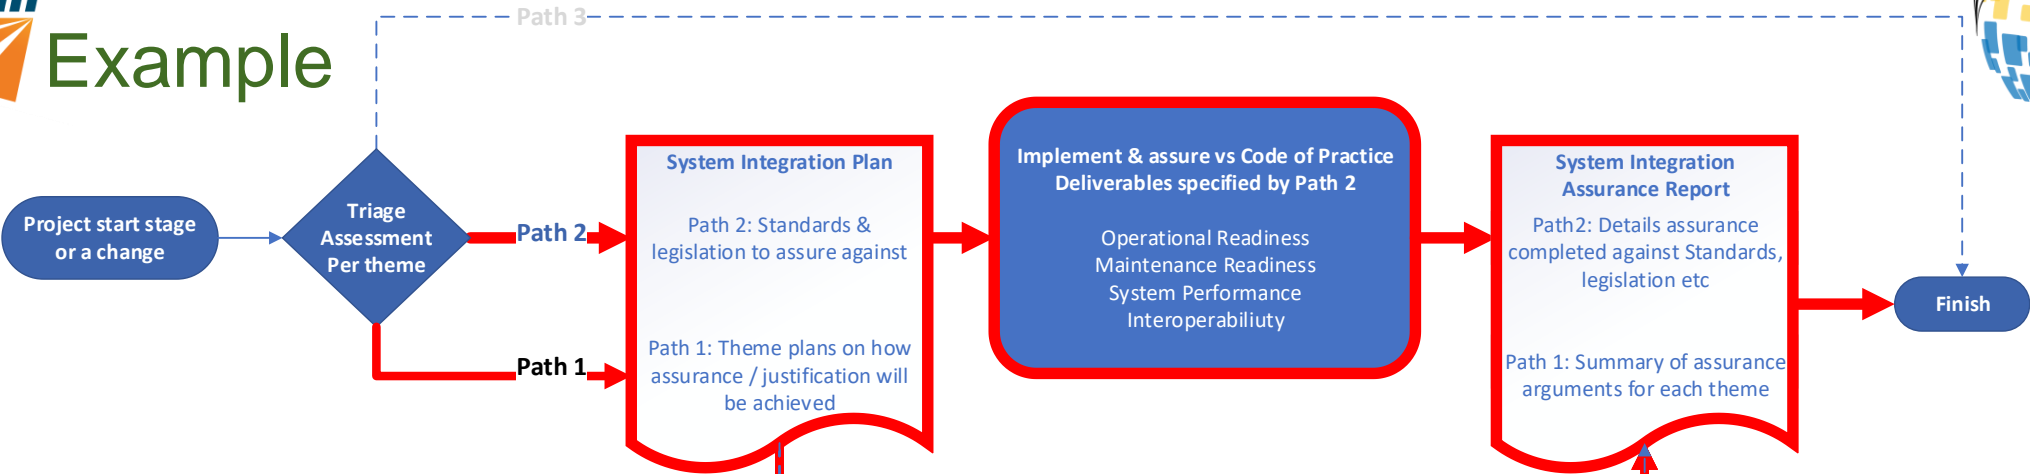 Path 3
Example
Project start stage
or a change
Triage
Assessment
Per theme
Path 2
Path 1
System Integration Plan
Path 2: Standards &
legislation to assure against
Path 1: Theme plans on how
assurance / justification will
be achieved
Implement & assure vs Code of Practice
Deliverables specified by Path 2
Operational Readiness
Maintenance Readiness
System Performance
Interoperabiliuty
System Integration
Assurance Report
Path2: Details assurance
completed against Standards,
legislation etc
Path 1: Summary of assurance
arguments for each theme
Finish